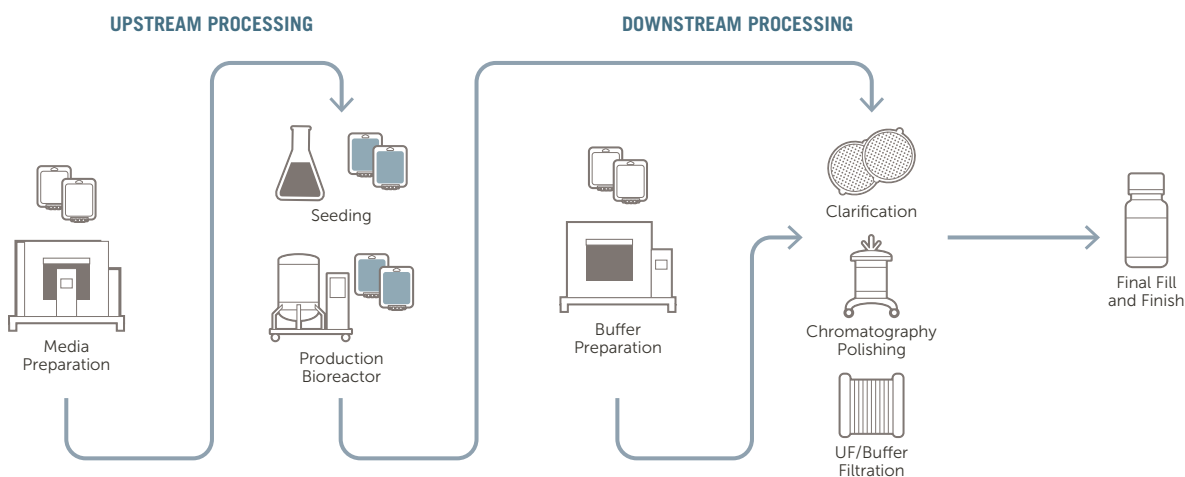 UPSTREAM PROCESSING
DOWNSTREAM PROCESSING
Media
Preparation
Seeding
Production
Bioreactor
Buffer
Preparation
Clarification
Chromatography
Polishing
UF/Buffer
Filtration
Final Fill
and Finish